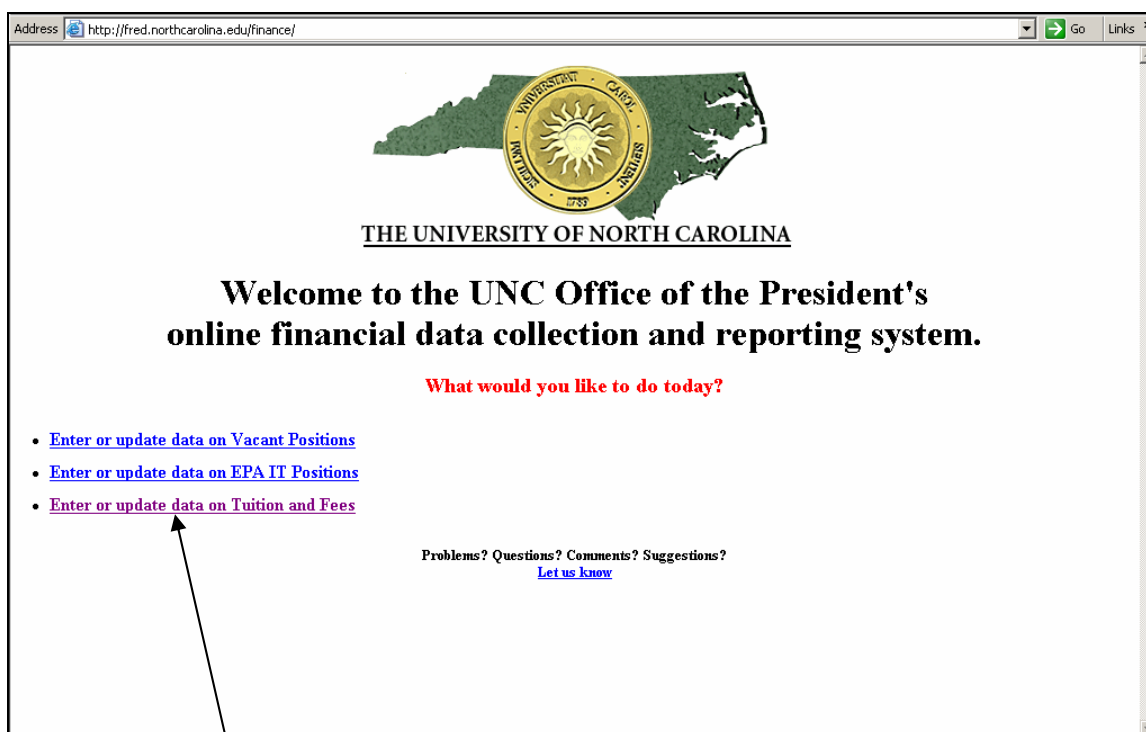 Address http://fred.northcarolina.edu/finance/ Go Links
THE UNIVERSITY OF NORTH CAROLINA
Welcome to the UNC Office of the President's
online financial data collection and reporting system.
What would you like to do today?
Enter or update data on Vacant Positions
Enter or update data on EPA IT Positions
Enter or update data on Tuition and Fees
Problems? Questions? Comments? Suggestions?
Let us know